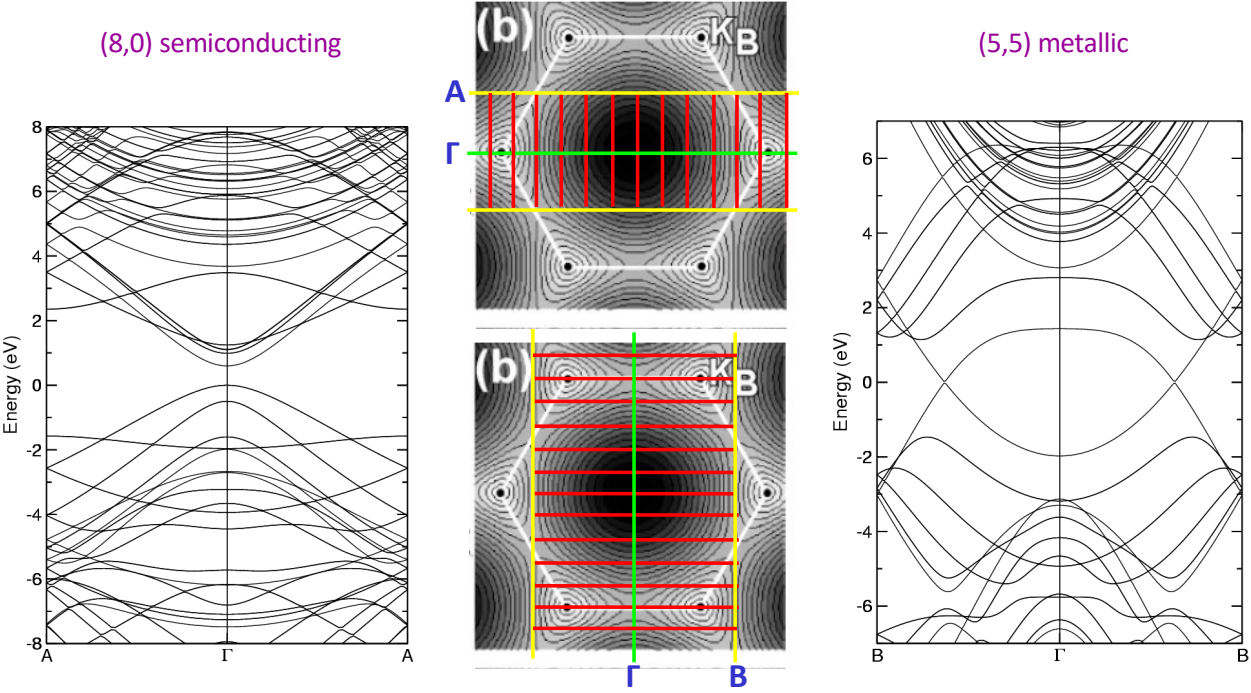 (8,0) semiconducting
8
6
4
2
0
-2
-4
-6
-8
Energy (eV)
A
Γ
A
(b)
K
B
A
Γ
(b)
K
B
Γ
B
(5,5) metallic
6
4
2
0
-2
-4
-6
Energy (eV)
B
Γ
B